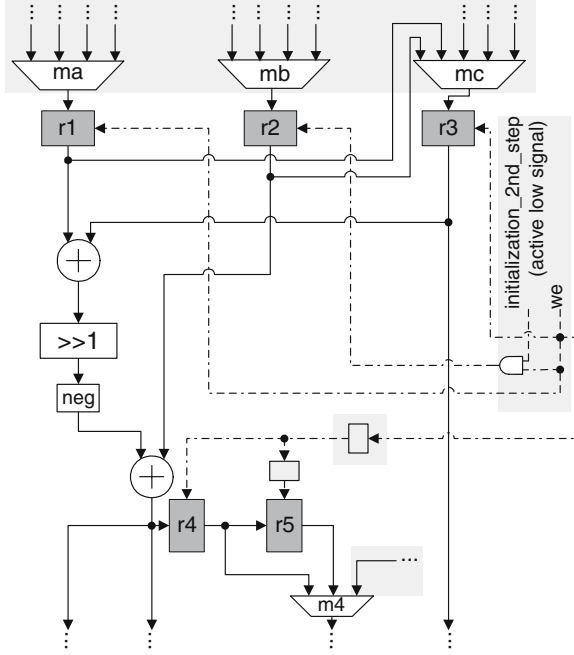 ... ... ...
ma mb mc
r1 r2 r3
initialization_2nd_step
(active low signal)
we
+
>>1
neg
+
r4 r5
...
m4
... ... ... ...